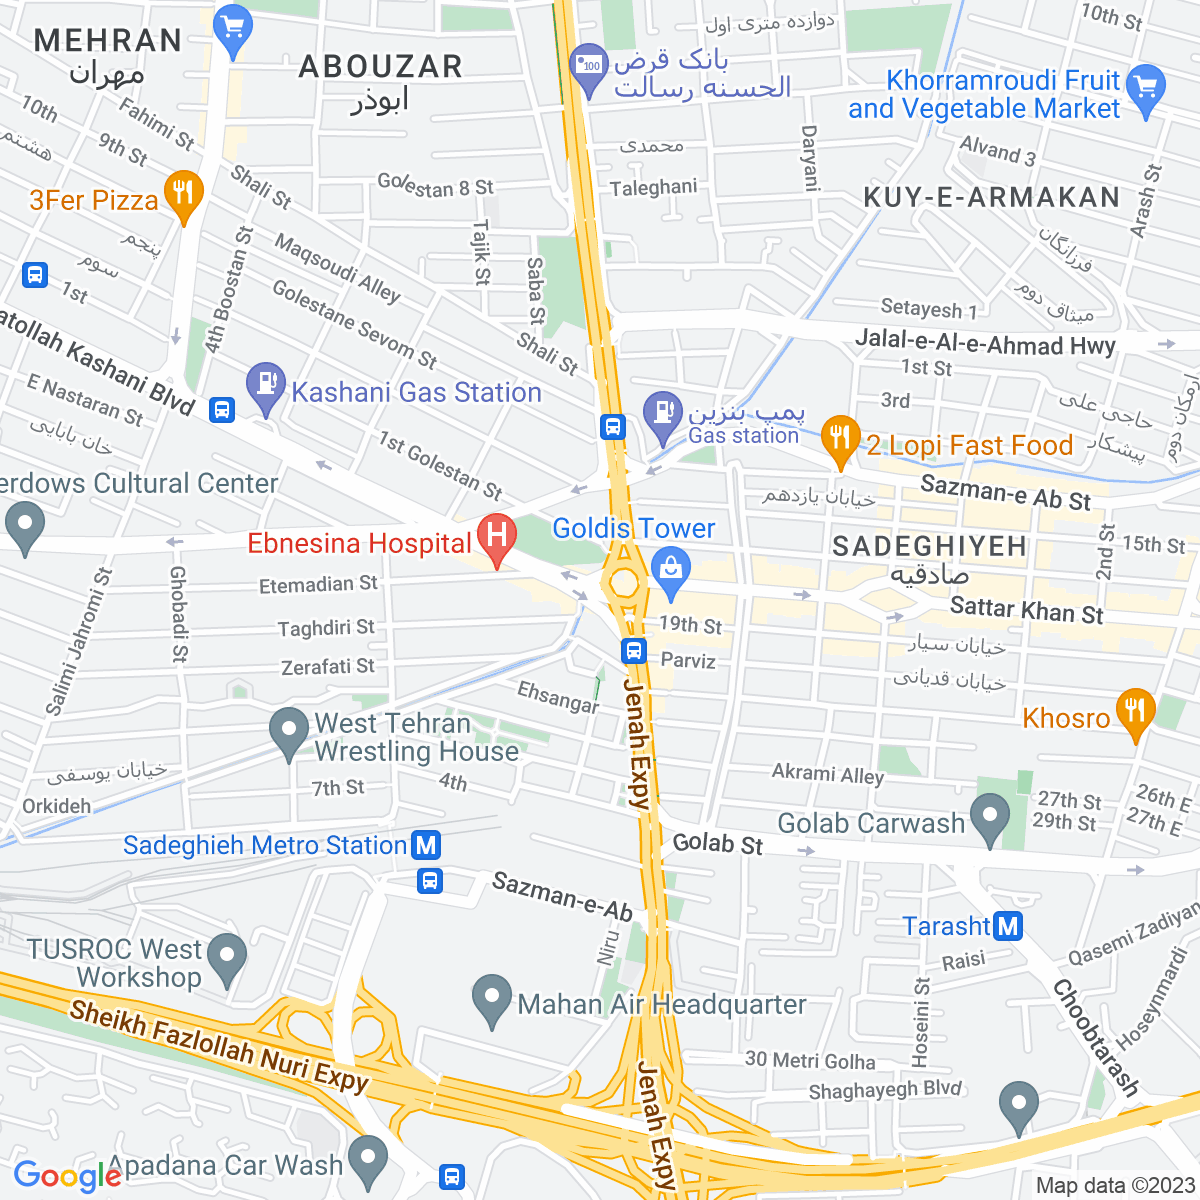 MEHRAN
مهران
ABOUZAR
ابوذر
دوازده متری اول
10th St
بانک قرض
الحسنه رسالت
Khorramroudi Fruit
and Vegetable Market
10th
Fahimi St
9th St
هشتم
Shali St
محمدی
Daryani
Alvand 3
3Fer Pizza
Golestan 8 St
Taleghani
KUY-E-ARMAKAN
Arash St
پنجم
سوم
1st
4th Boostan St
Maqsoudi Alley
Tajik St
Saba St
فرزانگان
Golestane Sevom St
Setayesh 1
میثاق دوم
atollah Kashani Blvd
Shali St
Jalal-e-Al-e-Ahmad Hwy
E Nastaran St
Kashani Gas Station
1st St
3rd
حاجی علی
ارمکان دوم
خان بابایی
پمپ بنزین
Gas station
2 Lopi Fast Food
پیشکار
1st Golestan St
erdows Cultural Center
خیابان یازدهم
Sazman-e Ab St
Ebnesina Hospital
Goldis Tower
SADEGHIYEH
صادقیه
15th St
2nd St
Ghobadi St
Etemadian St
Sattar Khan St
Salimi Jahromi St
Taghdiri St
19th St
خیابان سیار
Zerafati St
Parviz
خیابان قدیانی
Ehsangar
Jenah Expy
Khosro
West Tehran
Wrestling House
خیابان یوسفی
7th St
4th
Akrami Alley
26th E
27th E
Orkideh
27th St
29th St
Golab Carwash
Sadeghieh Metro Station
Golab St
Sazman-e-Ab
Tarasht
Niru
TUSROC West
Workshop
Raisi
Qasemi Zadiyan
Mahan Air Headquarter
Hoseini St
Choobtarash
Hoseynmardi
Sheikh Fazlollah Nuri Expy
30 Metri Golha
Jenah Expy
Shaghayegh Blvd
Apadana Car Wash
Google
Map data ©2023